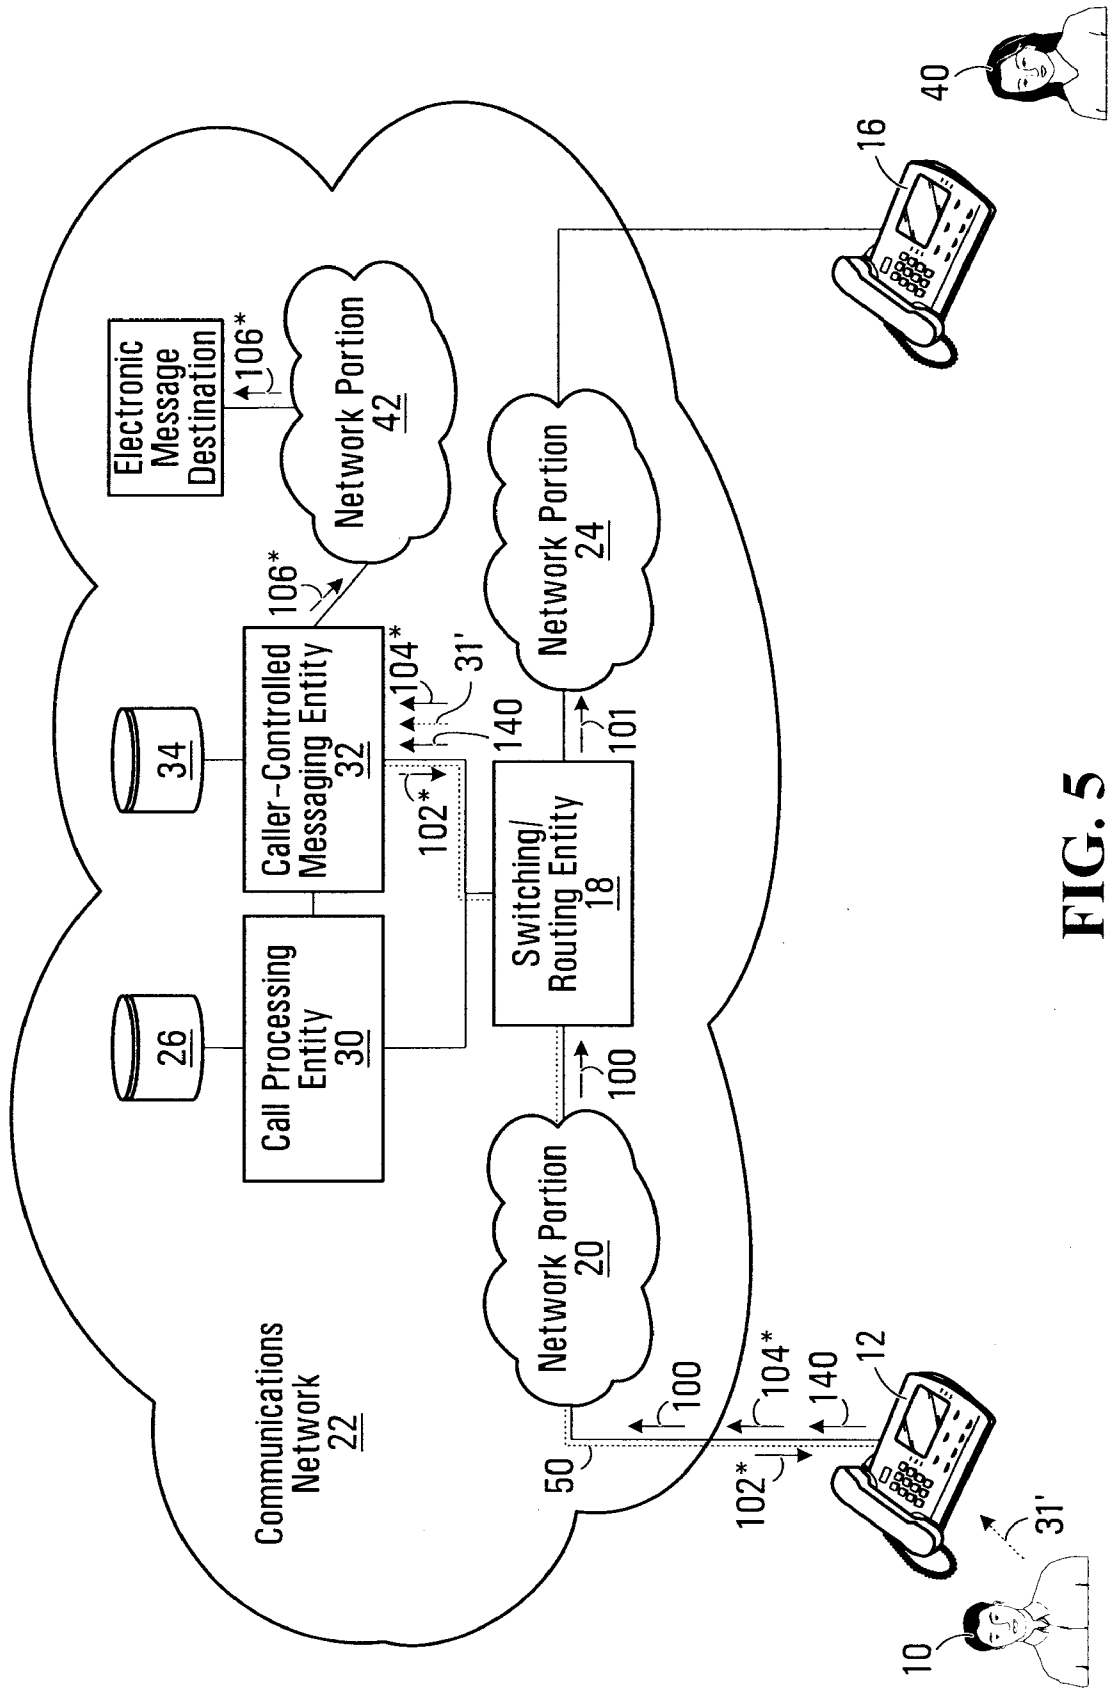 Communications
Network
22
26
34
Electronic
Message
Destination
106*
Call Processing
Entity
30
Caller-Controlled
Messaging Entity
32
106*
Network Portion
42
102*
140
31'
104*
Network Portion
20
100
Switching/
Routing Entity
18
101
Network Portion
24
50
102*
100
104*
140
12
10
31'
16
40
FIG. 5